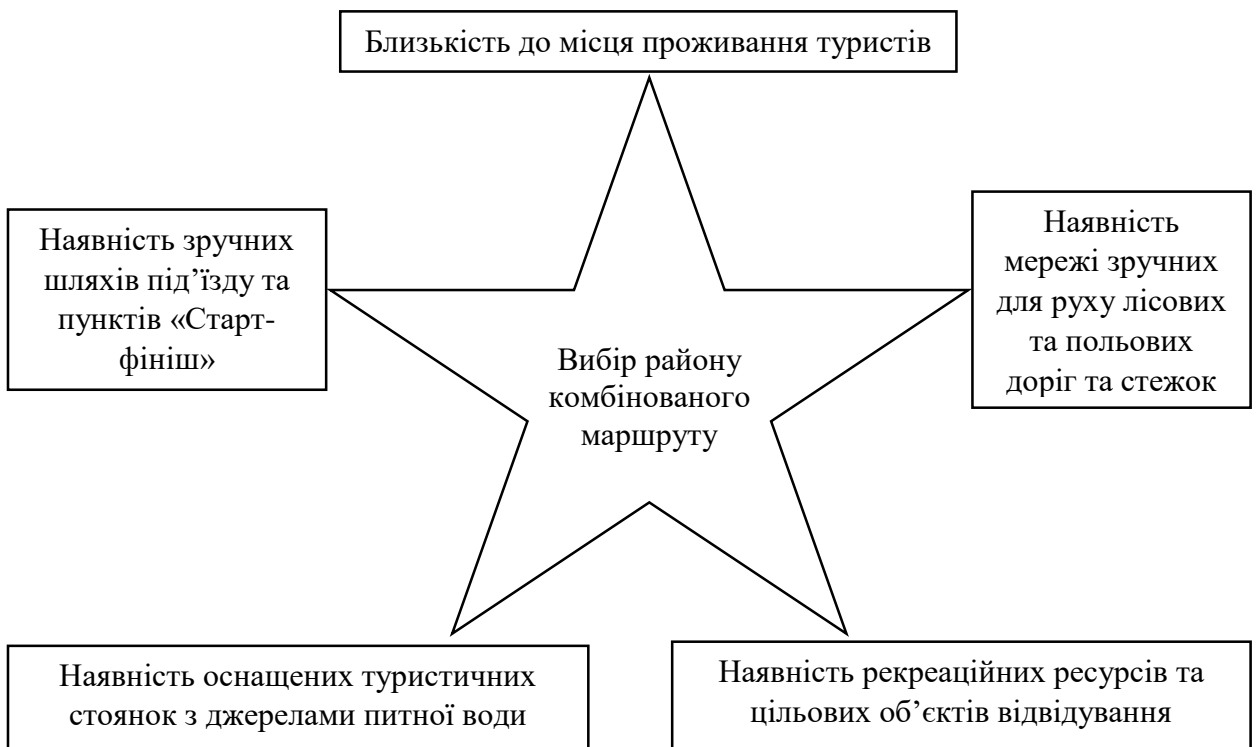 Близькість до місця проживання туристів
Наявність зручних
шляхів під’їзду та
пунктів «Старт-
фініш»
Наявність
мережі зручних
для руху лісових
та польових
доріг та стежок
Вибір району
комбінованого
маршруту
Наявність оснащених туристичних
стоянок з джерелами питної води
Наявність рекреаційних ресурсів та
цільових об’єктів відвідування